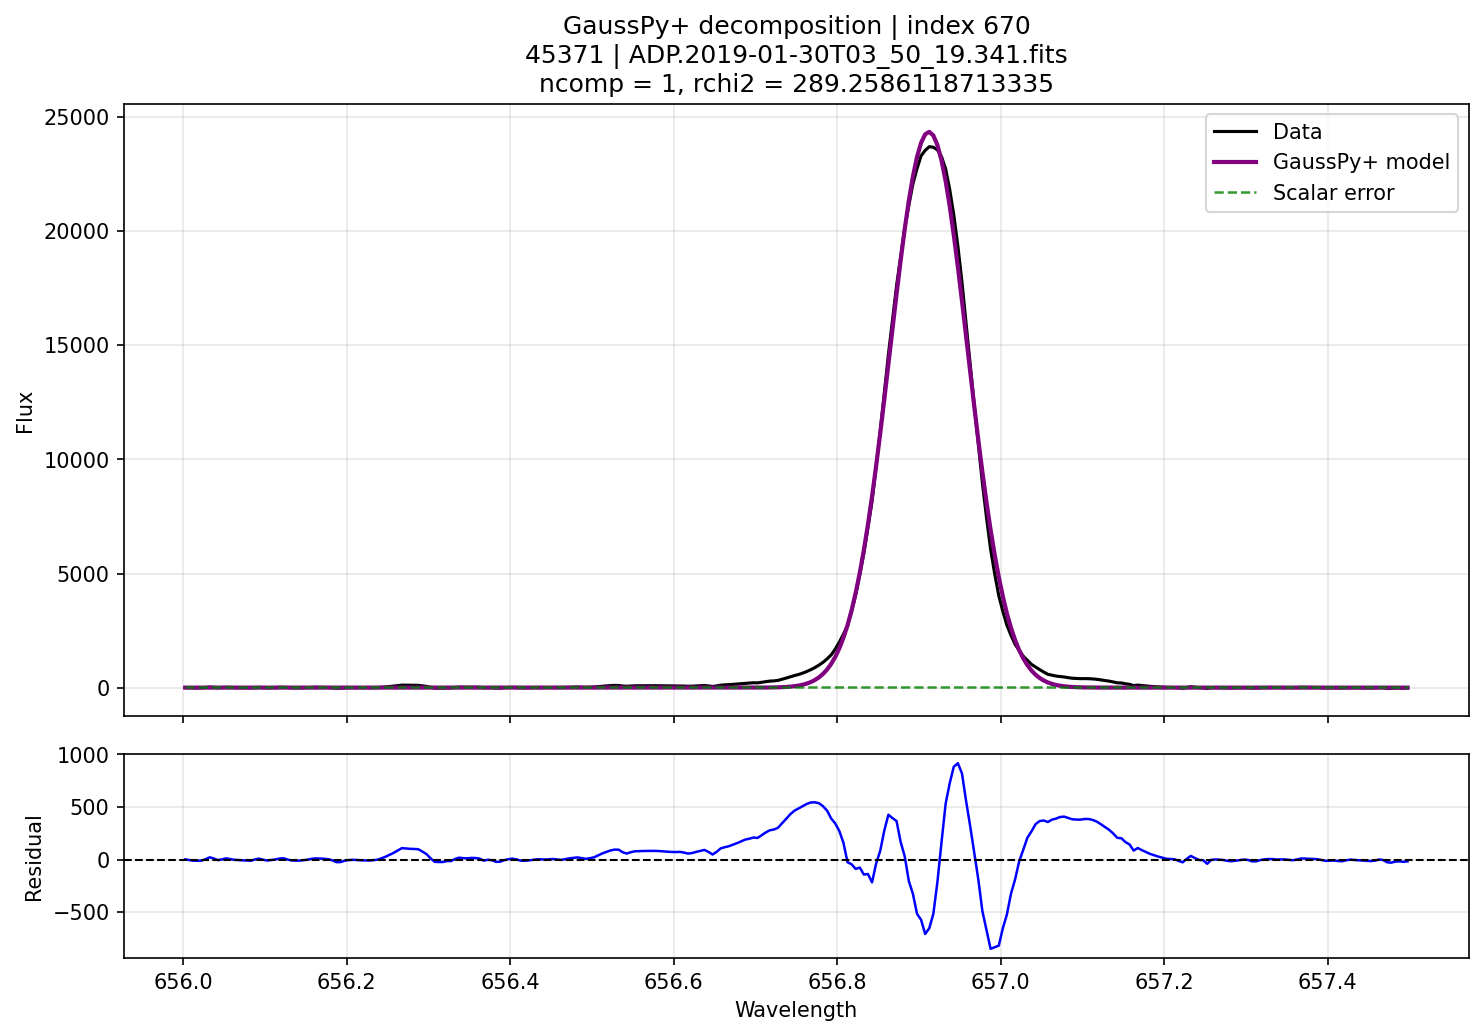 GaussPy+ decomposition | index 670
45371 | ADP.2019-01-30T03_50_19.341.fits
ncomp = 1, rchi2 = 289.2586118713335
25000
20000
15000
10000
5000
0
Flux
Data
GaussPy+ model
Scalar error
1000
500
0
−500
Residual
656.0 656.2 656.4 656.6 656.8 657.0 657.2 657.4
Wavelength